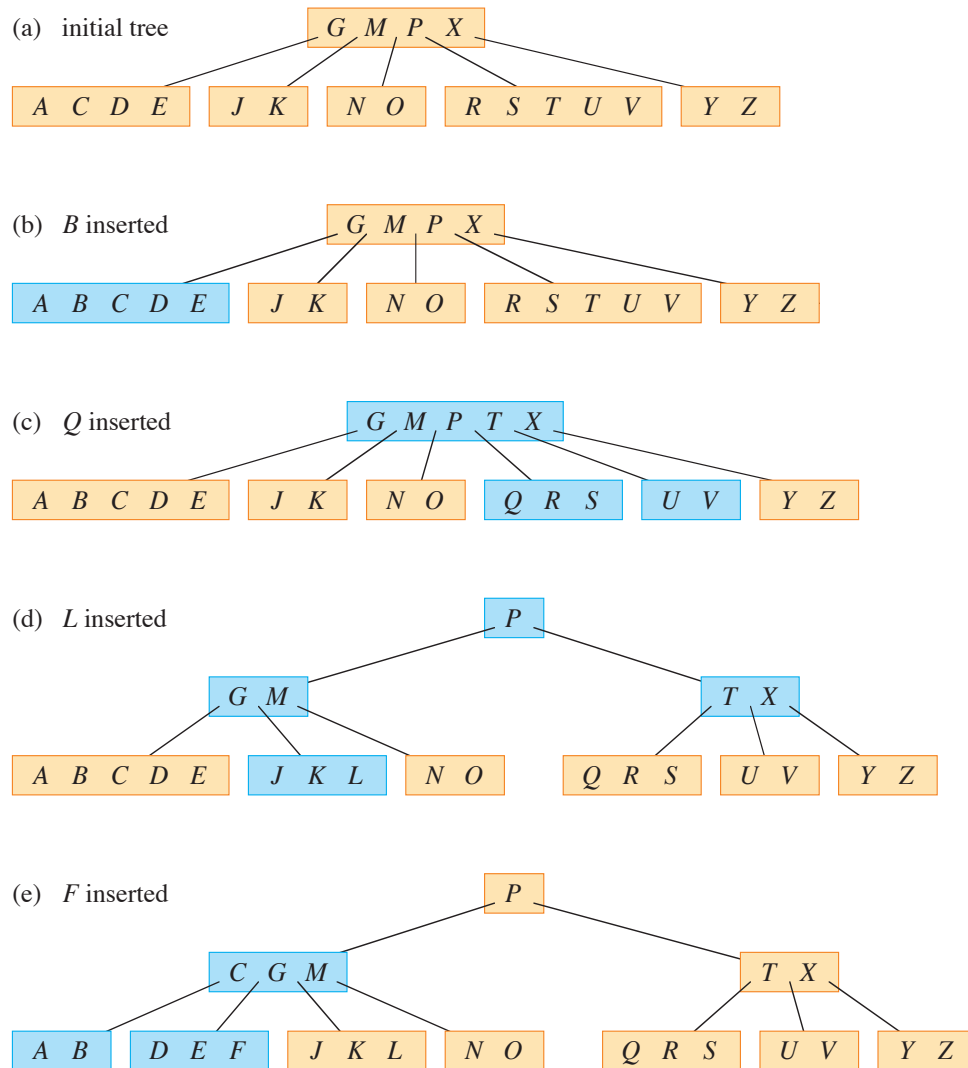 (a) initial tree G M P X
A C D E J K N O R S T U V Y Z
(b) B inserted G M P X
A B C D E J K N O R S T U V Y Z
(c) Q inserted G M P T X
A B C D E J K N O Q R S U V Y Z
(d) L inserted P
G M T X
A B C D E J K L N O Q R S U V Y Z
(e) F inserted P
C G M T X
A B D E F J K L N O Q R S U V Y Z